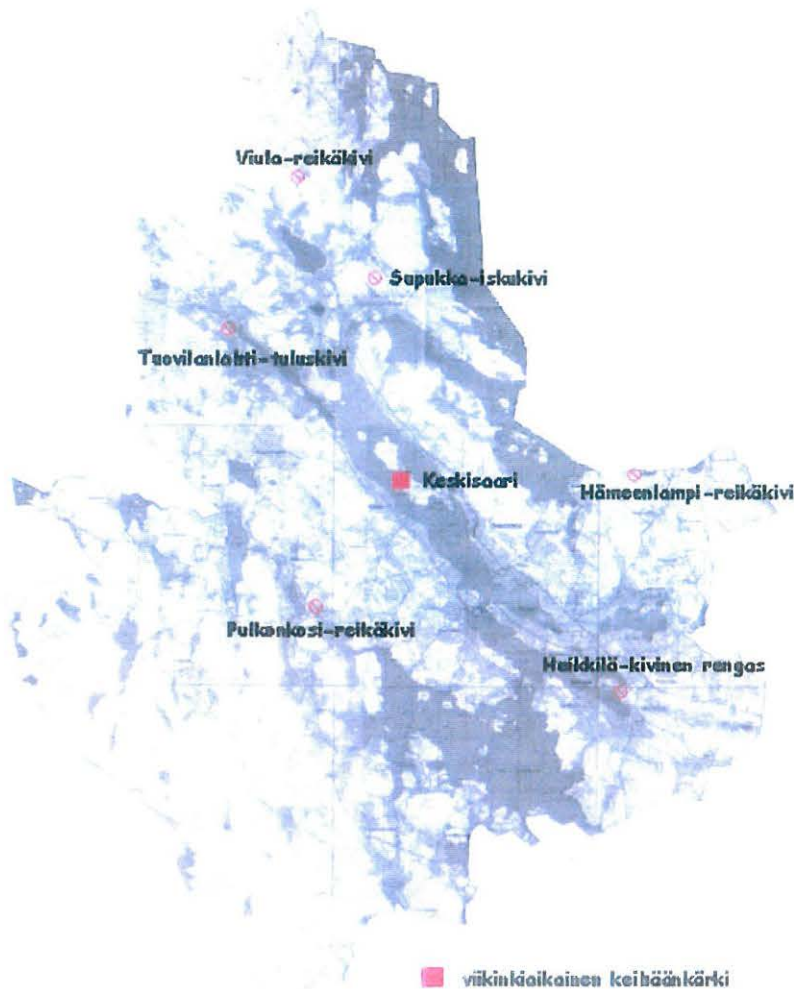 Viula-reikäkivi
Supukka-iskukivi
Tuovilanlahti-tuluskivi
Keskisaari
Hämeenlampi-reikäkivi
Pulkonkosi-reikäkivi
Heikkilä-kivinen rengas
viikinkiaikainen keihäänkärki